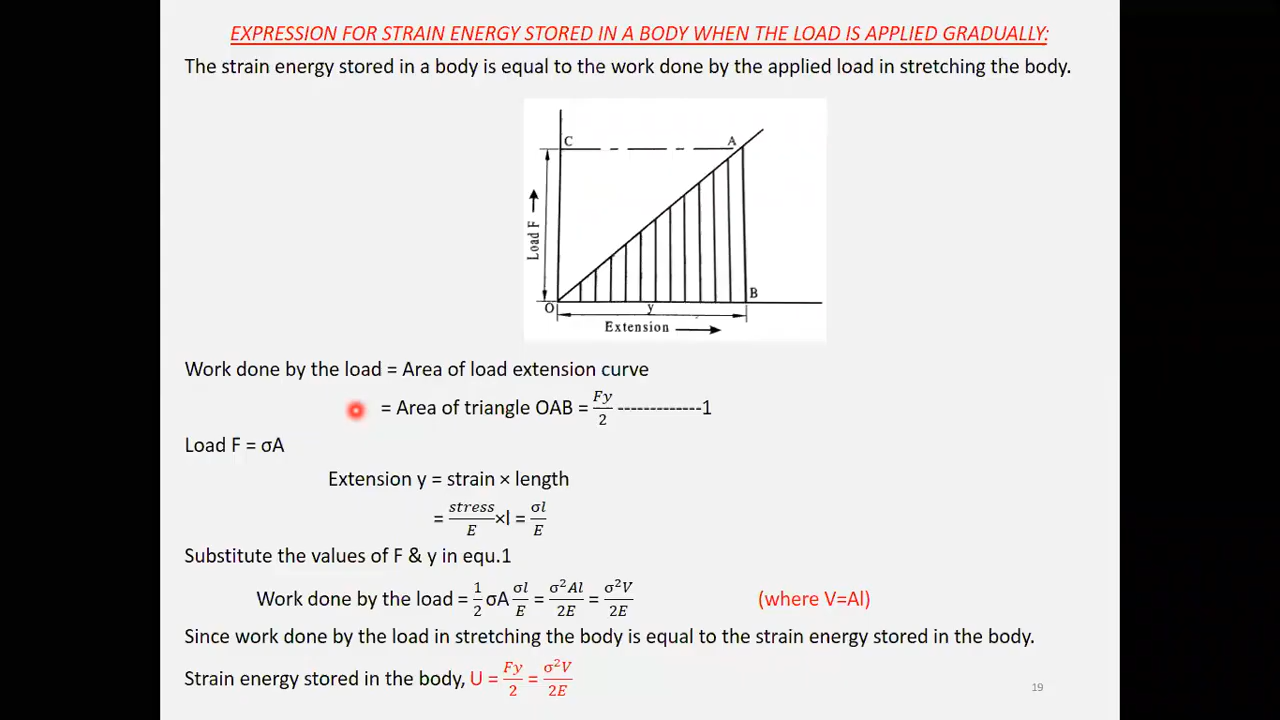 EXPRESSION FOR STRAIN ENERGY STORED IN A BODY WHEN THE LOAD IS APPLIED GRADUALLY:
The strain energy stored in a body is equal to the work done by the applied load in stretching the body.
C
A
Load F
O
y
B
Extension
Work done by the load = Area of load extension curve
= Area of triangle OAB = Fy/2 -------------1
Load F = σA
Extension y = strain × length
= stress/E ×l = σl/E
Substitute the values of F & y in equ.1
Work done by the load = 1/2 σA σl/E = σ²Al/2E = σ²V/2E (where V=Al)
Since work done by the load in stretching the body is equal to the strain energy stored in the body.
Strain energy stored in the body, U = Fy/2 = σ²V/2E
19